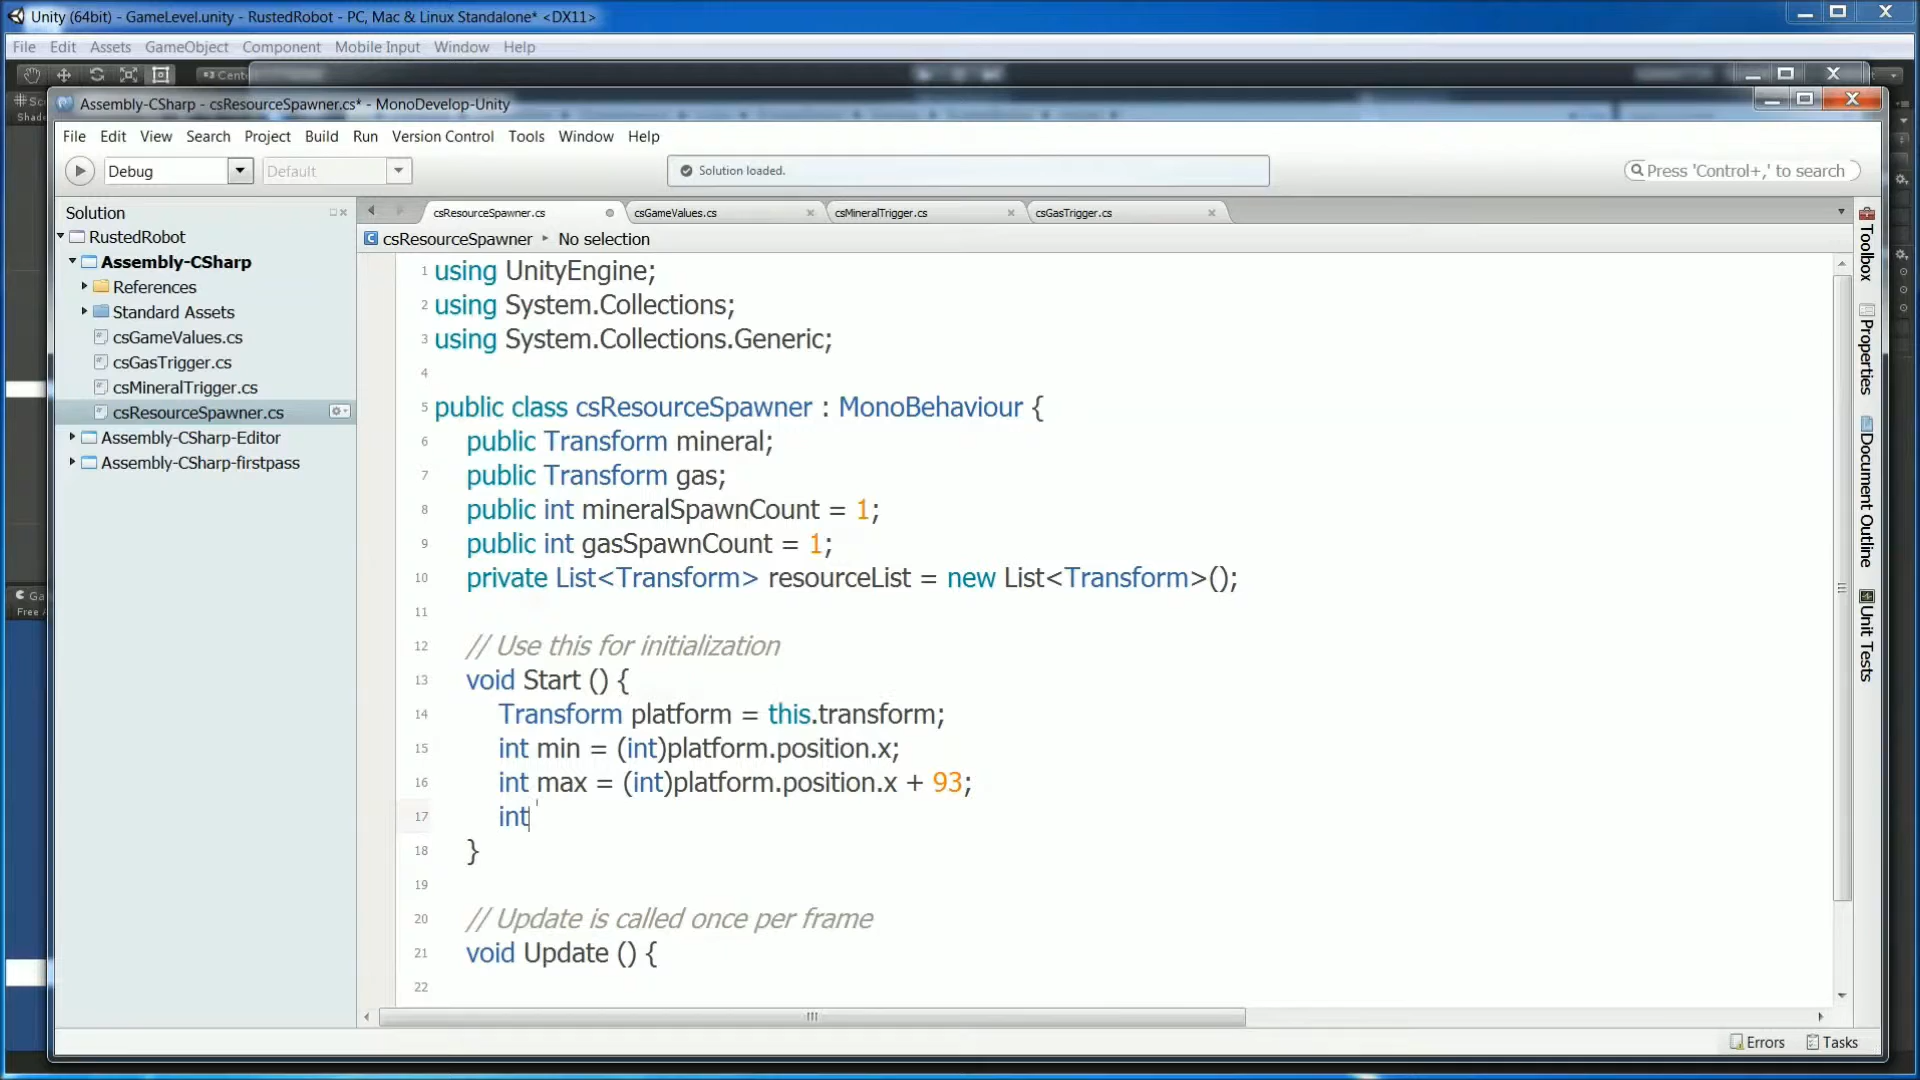 Unity (64bit) - GameLevel.unity - RustedRobot - PC, Mac & Linux Standalone* <DX11>
File Edit Assets GameObject Component Mobile Input Window Help
Cent
Assembly-CSharp - csResourceSpawner.cs* - MonoDevelop-Unity
File Edit View Search Project Build Run Version Control Tools Window Help
Debug Default Solution loaded. Press 'Control+,' to search
Solution
RustedRobot
Assembly-CSharp
References
Standard Assets
csGameValues.cs
csGasTrigger.cs
csMineralTrigger.cs
csResourceSpawner.cs
Assembly-CSharp-Editor
Assembly-CSharp-firstpass
csResourceSpawner.cs csGameValues.cs csMineralTrigger.cs csGasTrigger.cs
csResourceSpawner No selection
1 using UnityEngine;
2 using System.Collections;
3 using System.Collections.Generic;
4
5 public class csResourceSpawner : MonoBehaviour {
6 public Transform mineral;
7 public Transform gas;
8 public int mineralSpawnCount = 1;
9 public int gasSpawnCount = 1;
10 private List<Transform> resourceList = new List<Transform>();
11
12 // Use this for initialization
13 void Start () {
14 Transform platform = this.transform;
15 int min = (int)platform.position.x;
16 int max = (int)platform.position.x + 93;
17 int
18 }
19
20 // Update is called once per frame
21 void Update () {
22
Toolbox
Properties
Document Outline
Unit Tests
Errors Tasks
Sc
Shade
Ga
Free A